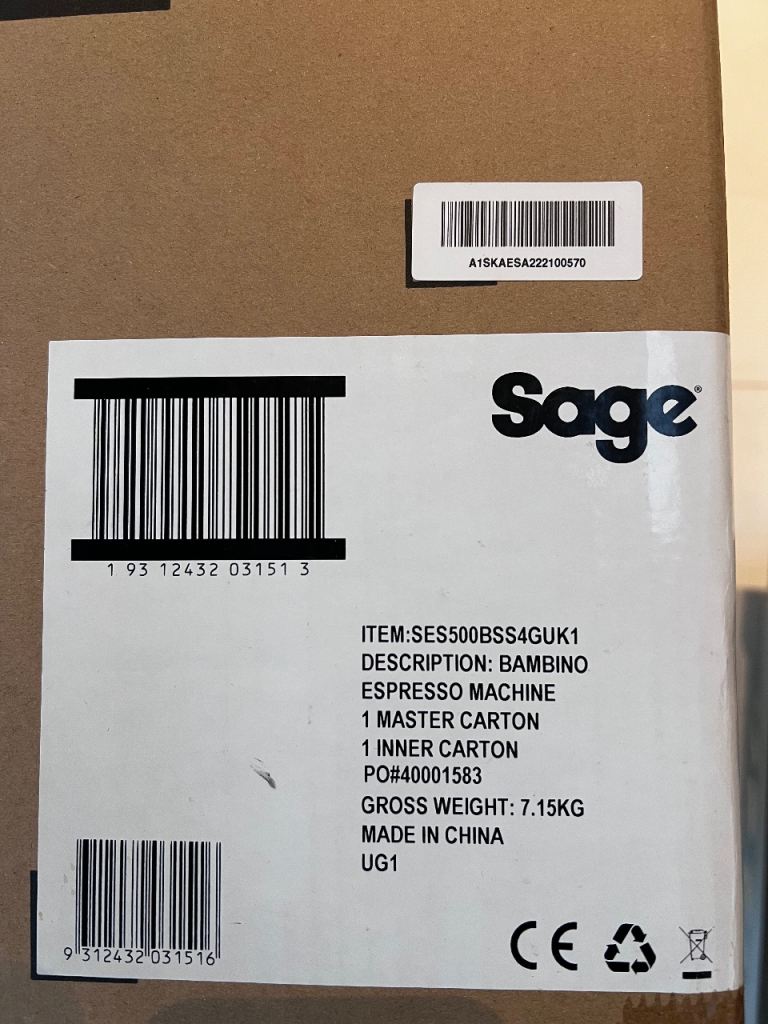 A1SKAESA222100570
Sage®
1 93 12432 03151 3
ITEM:SES500BSS4GUK1
DESCRIPTION: BAMBINO
ESPRESSO MACHINE
1 MASTER CARTON
1 INNER CARTON
PO#40001583
GROSS WEIGHT: 7.15KG
MADE IN CHINA
UG1
9 312432 031516
CE